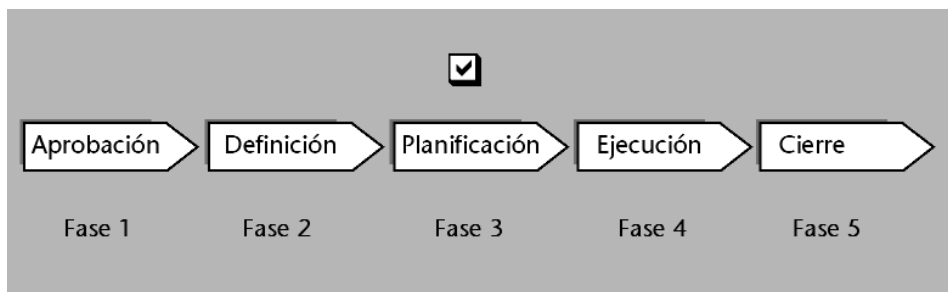 Aprobación Definición Planificación Ejecución Cierre
Fase 1 Fase 2 Fase 3 Fase 4 Fase 5